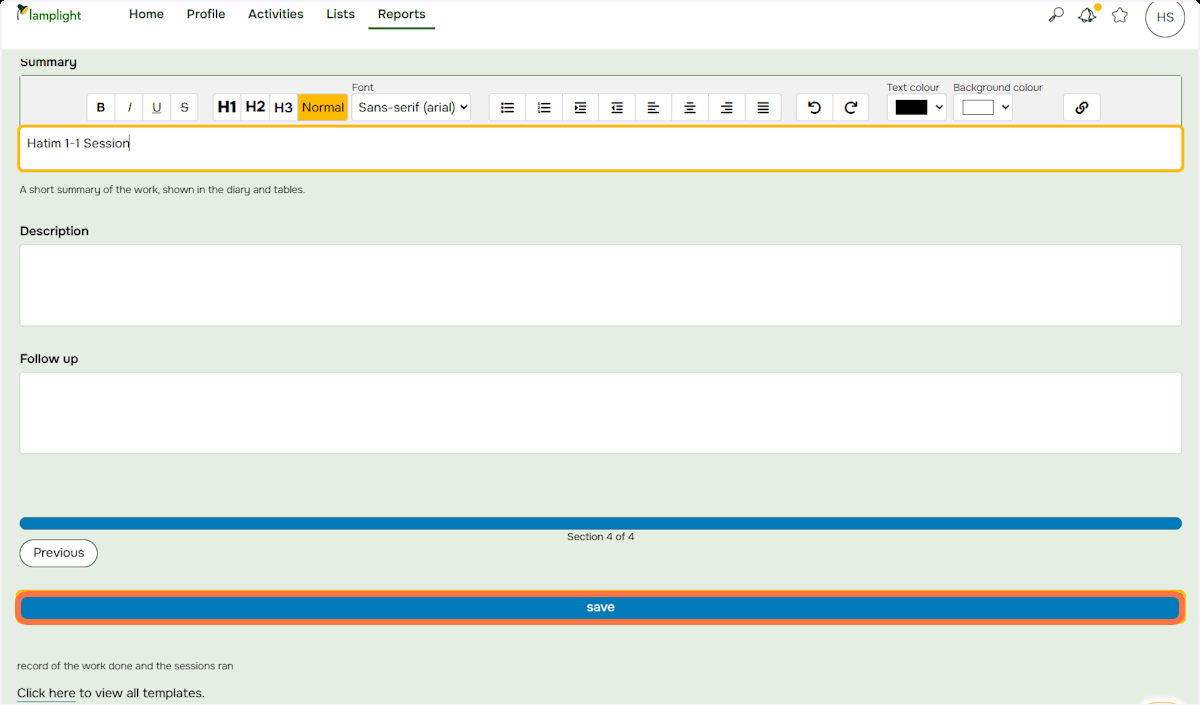 lamplight Home Profile Activities Lists Reports HS
Summary
Font Text colour Background colour
B I U S H1 H2 H3 Normal Sans-serif (arial)
Hatim 1-1 Session
A short summary of the work, shown in the diary and tables.
Description
Follow up
Section 4 of 4
Previous
save
record of the work done and the sessions ran
Click here to view all templates.